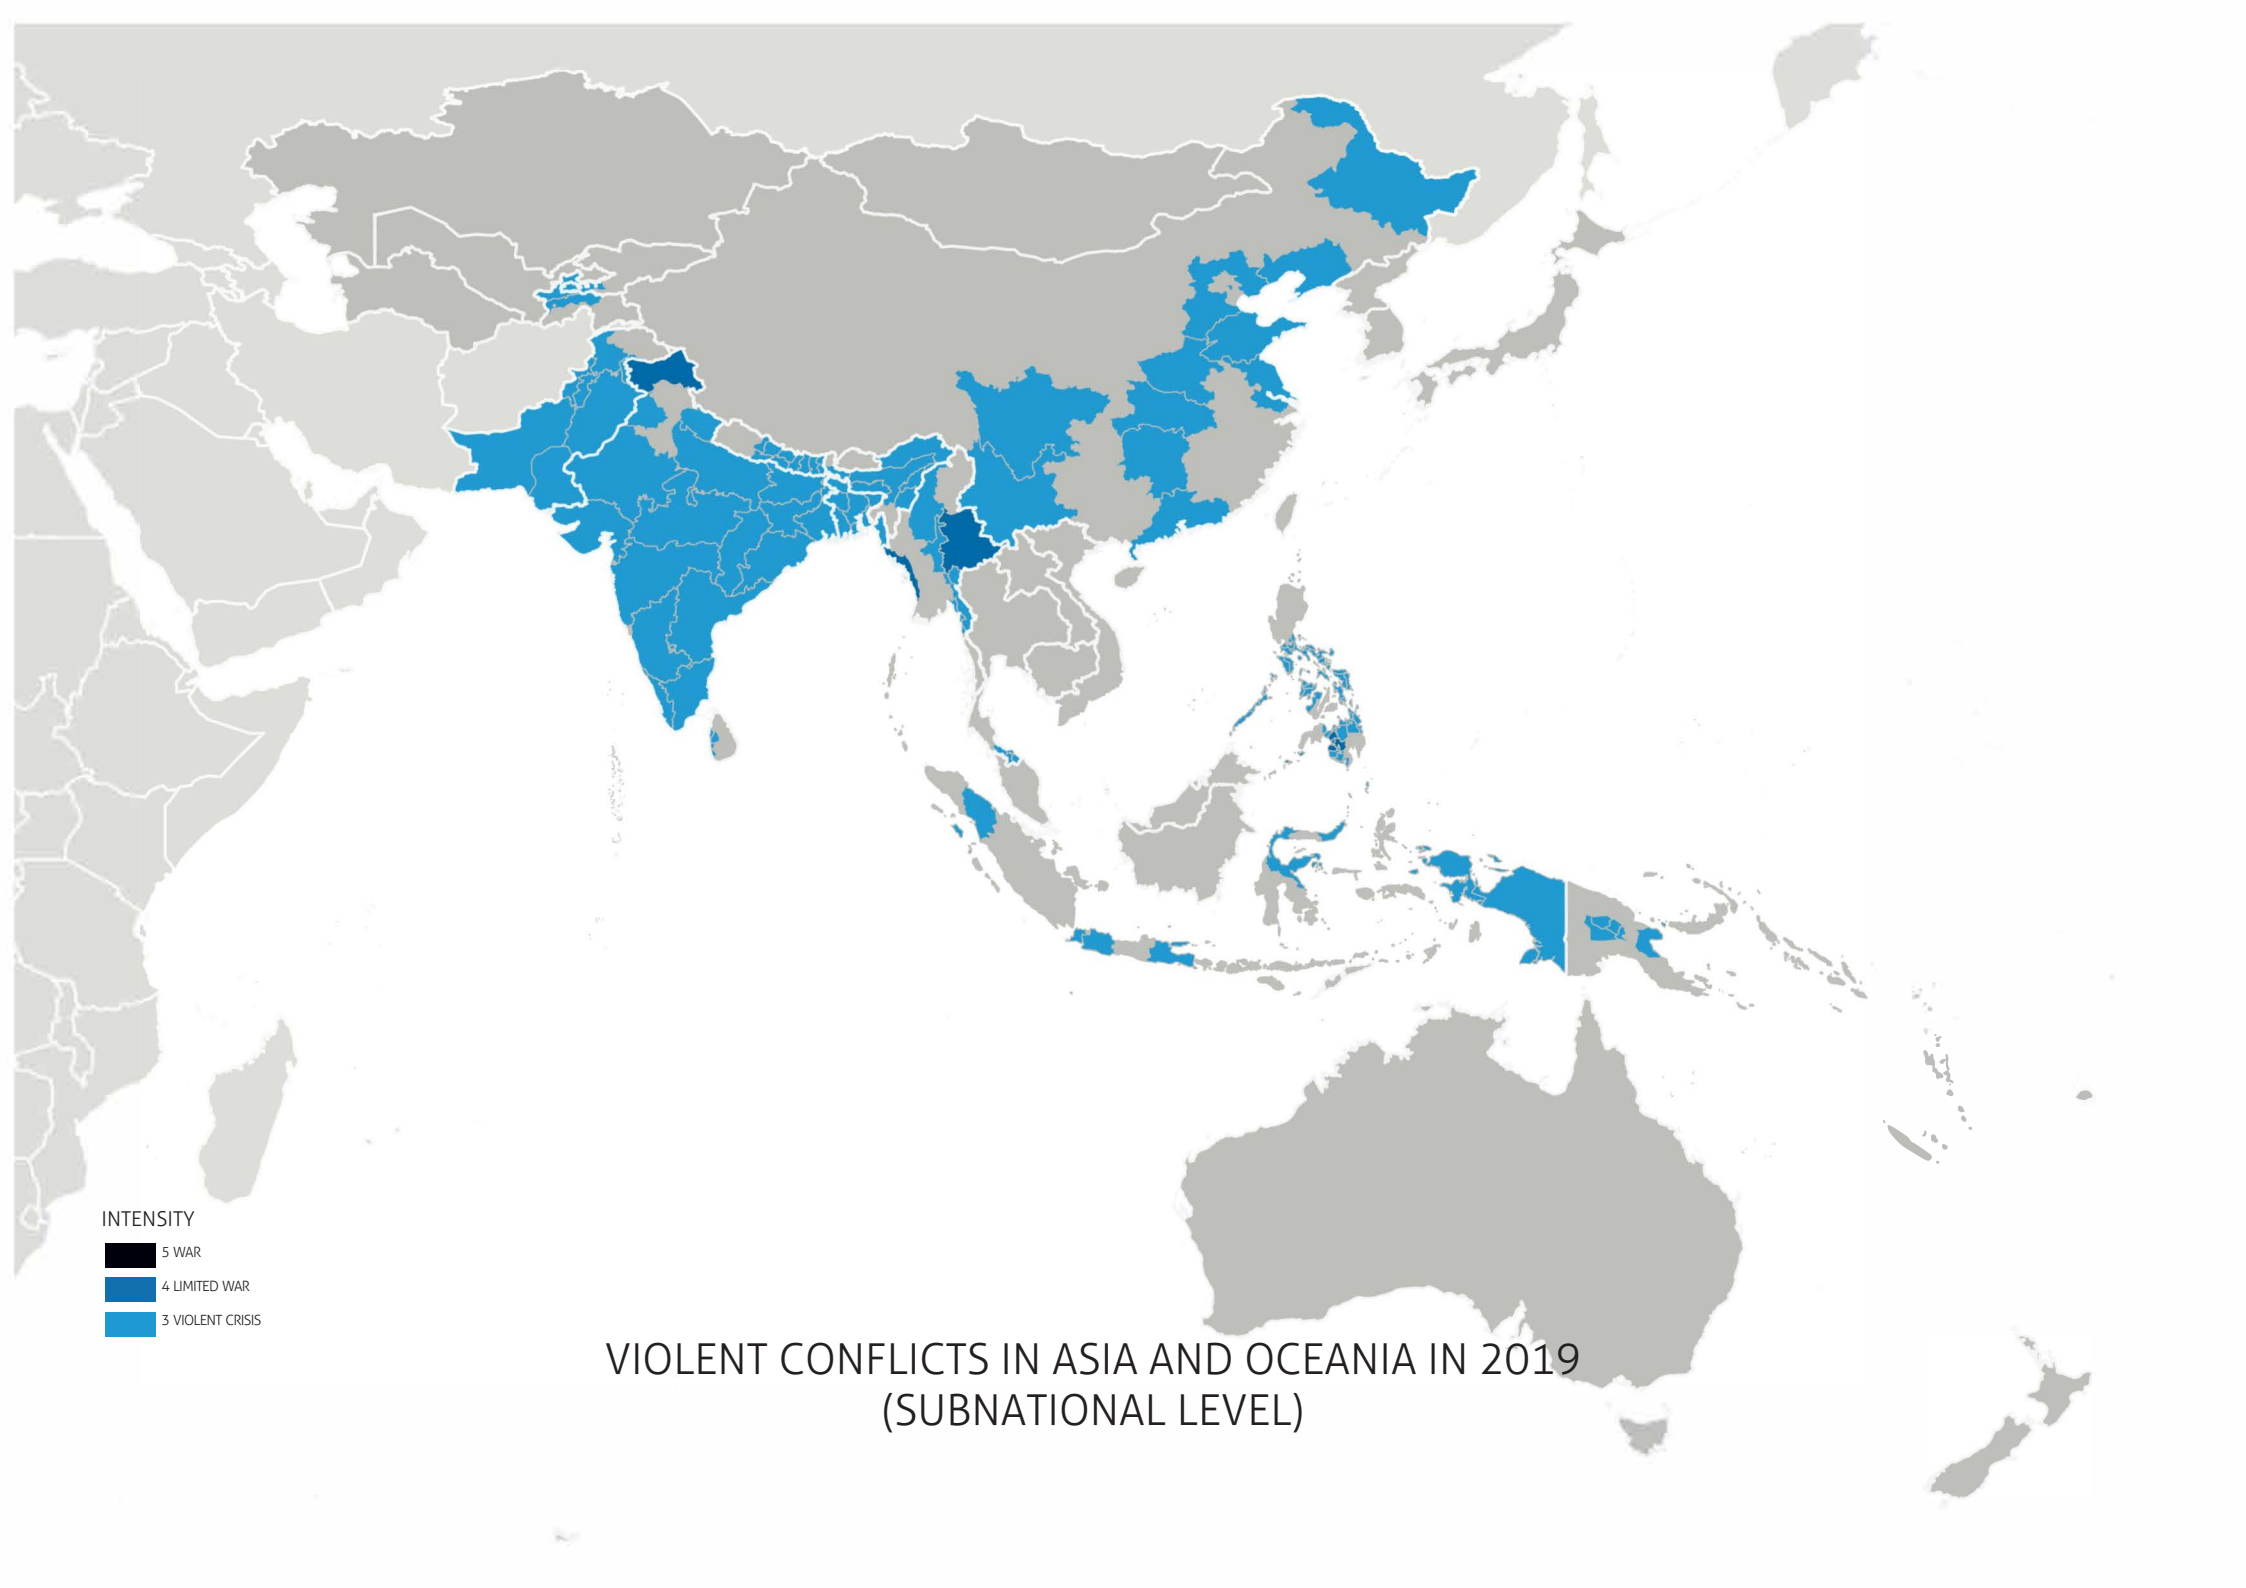 INTENSITY
5 WAR
4 LIMITED WAR
3 VIOLENT CRISIS
VIOLENT CONFLICTS IN ASIA AND OCEANIA IN 2019
(SUBNATIONAL LEVEL)